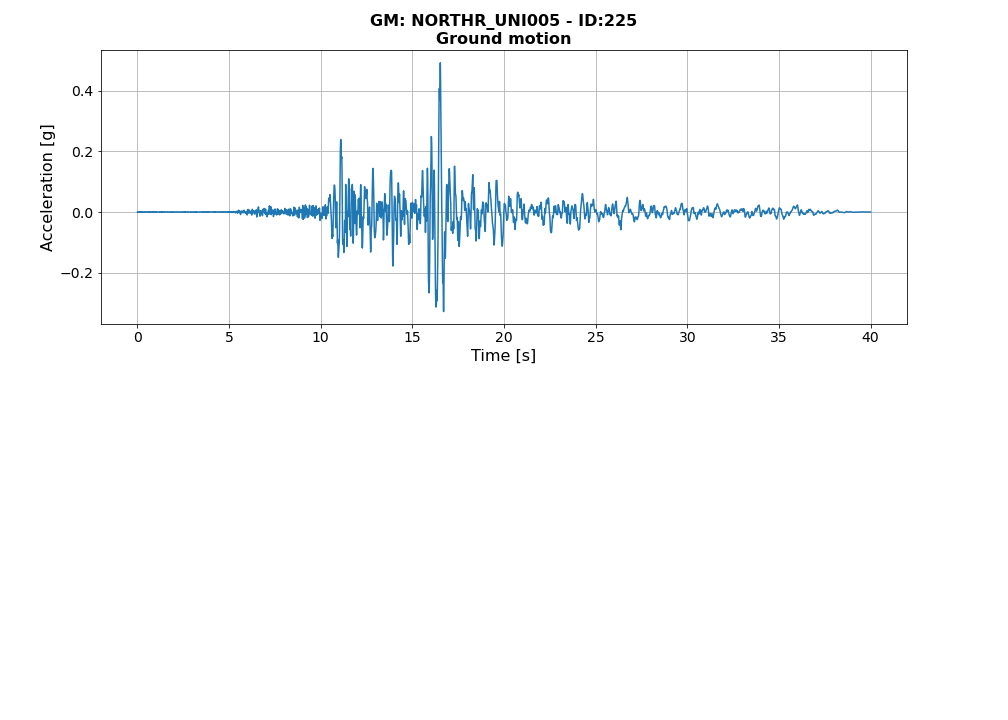 GM: NORTHR_UNI005 - ID:225
Ground motion
Acceleration [g]
0.4
0.2
0.0
−0.2
0 5 10 15 20 25 30 35 40
Time [s]